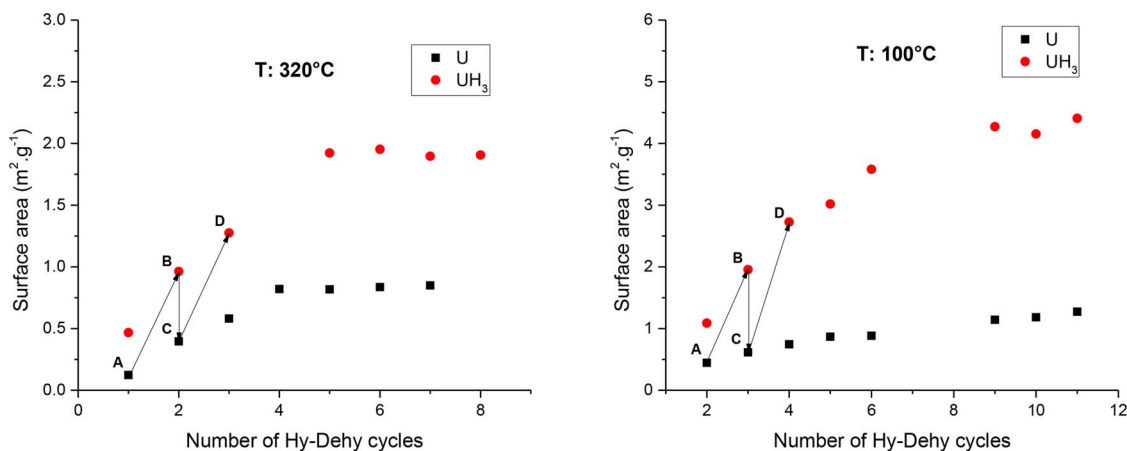 3.0
2.5
2.0
1.5
1.0
0.5
0.0
Surface area (m².g⁻¹)
T: 320°C
U
UH₃
A
B
C
D
0 2 4 6 8
Number of Hy-Dehy cycles
6
5
4
3
2
1
0
Surface area (m².g⁻¹)
T: 100°C
U
UH₃
A
B
C
D
2 4 6 8 10 12
Number of Hy-Dehy cycles